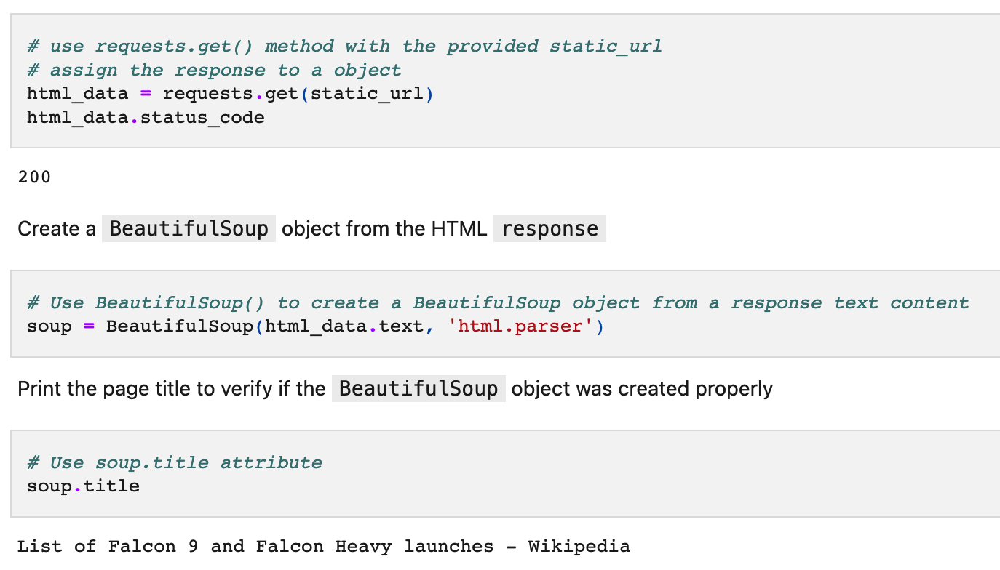 # use requests.get() method with the provided static_url
# assign the response to a object
html_data = requests.get(static_url)
html_data.status_code
200
Create a BeautifulSoup object from the HTML response
# Use BeautifulSoup() to create a BeautifulSoup object from a response text content
soup = BeautifulSoup(html_data.text, 'html.parser')
Print the page title to verify if the BeautifulSoup object was created properly
# Use soup.title attribute
soup.title
List of Falcon 9 and Falcon Heavy launches - Wikipedia